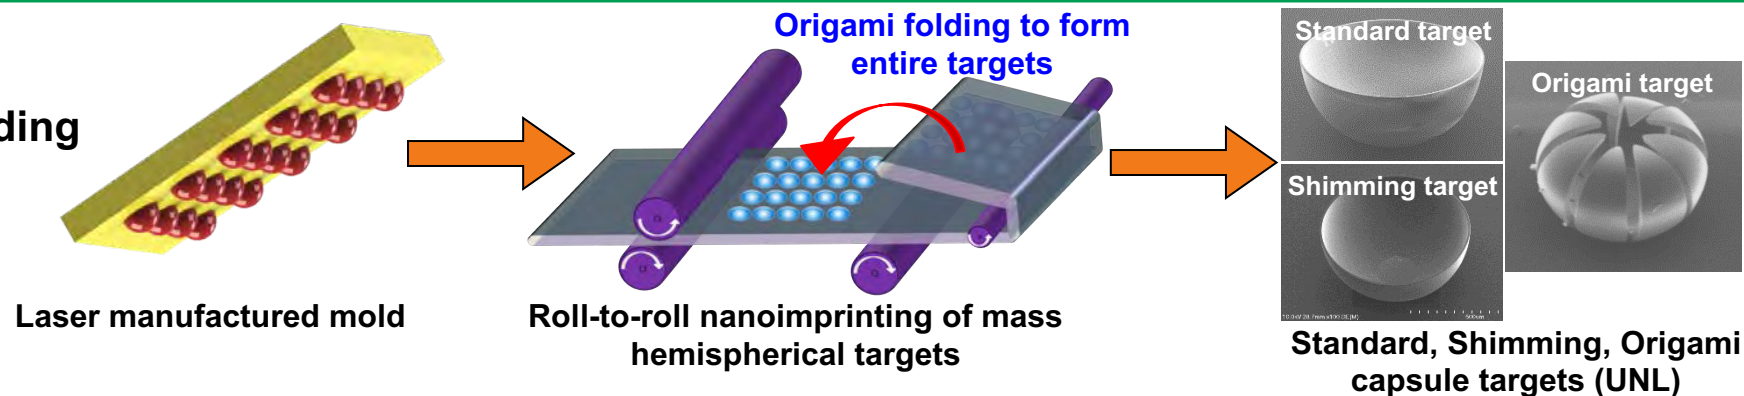 Origami folding to form
entire targets
Standard target
Origami target
Shimming target
ding
Laser manufactured mold
Roll-to-roll nanoimprinting of mass
hemispherical targets
500um
Standard, Shimming, Origami
capsule targets (UNL)